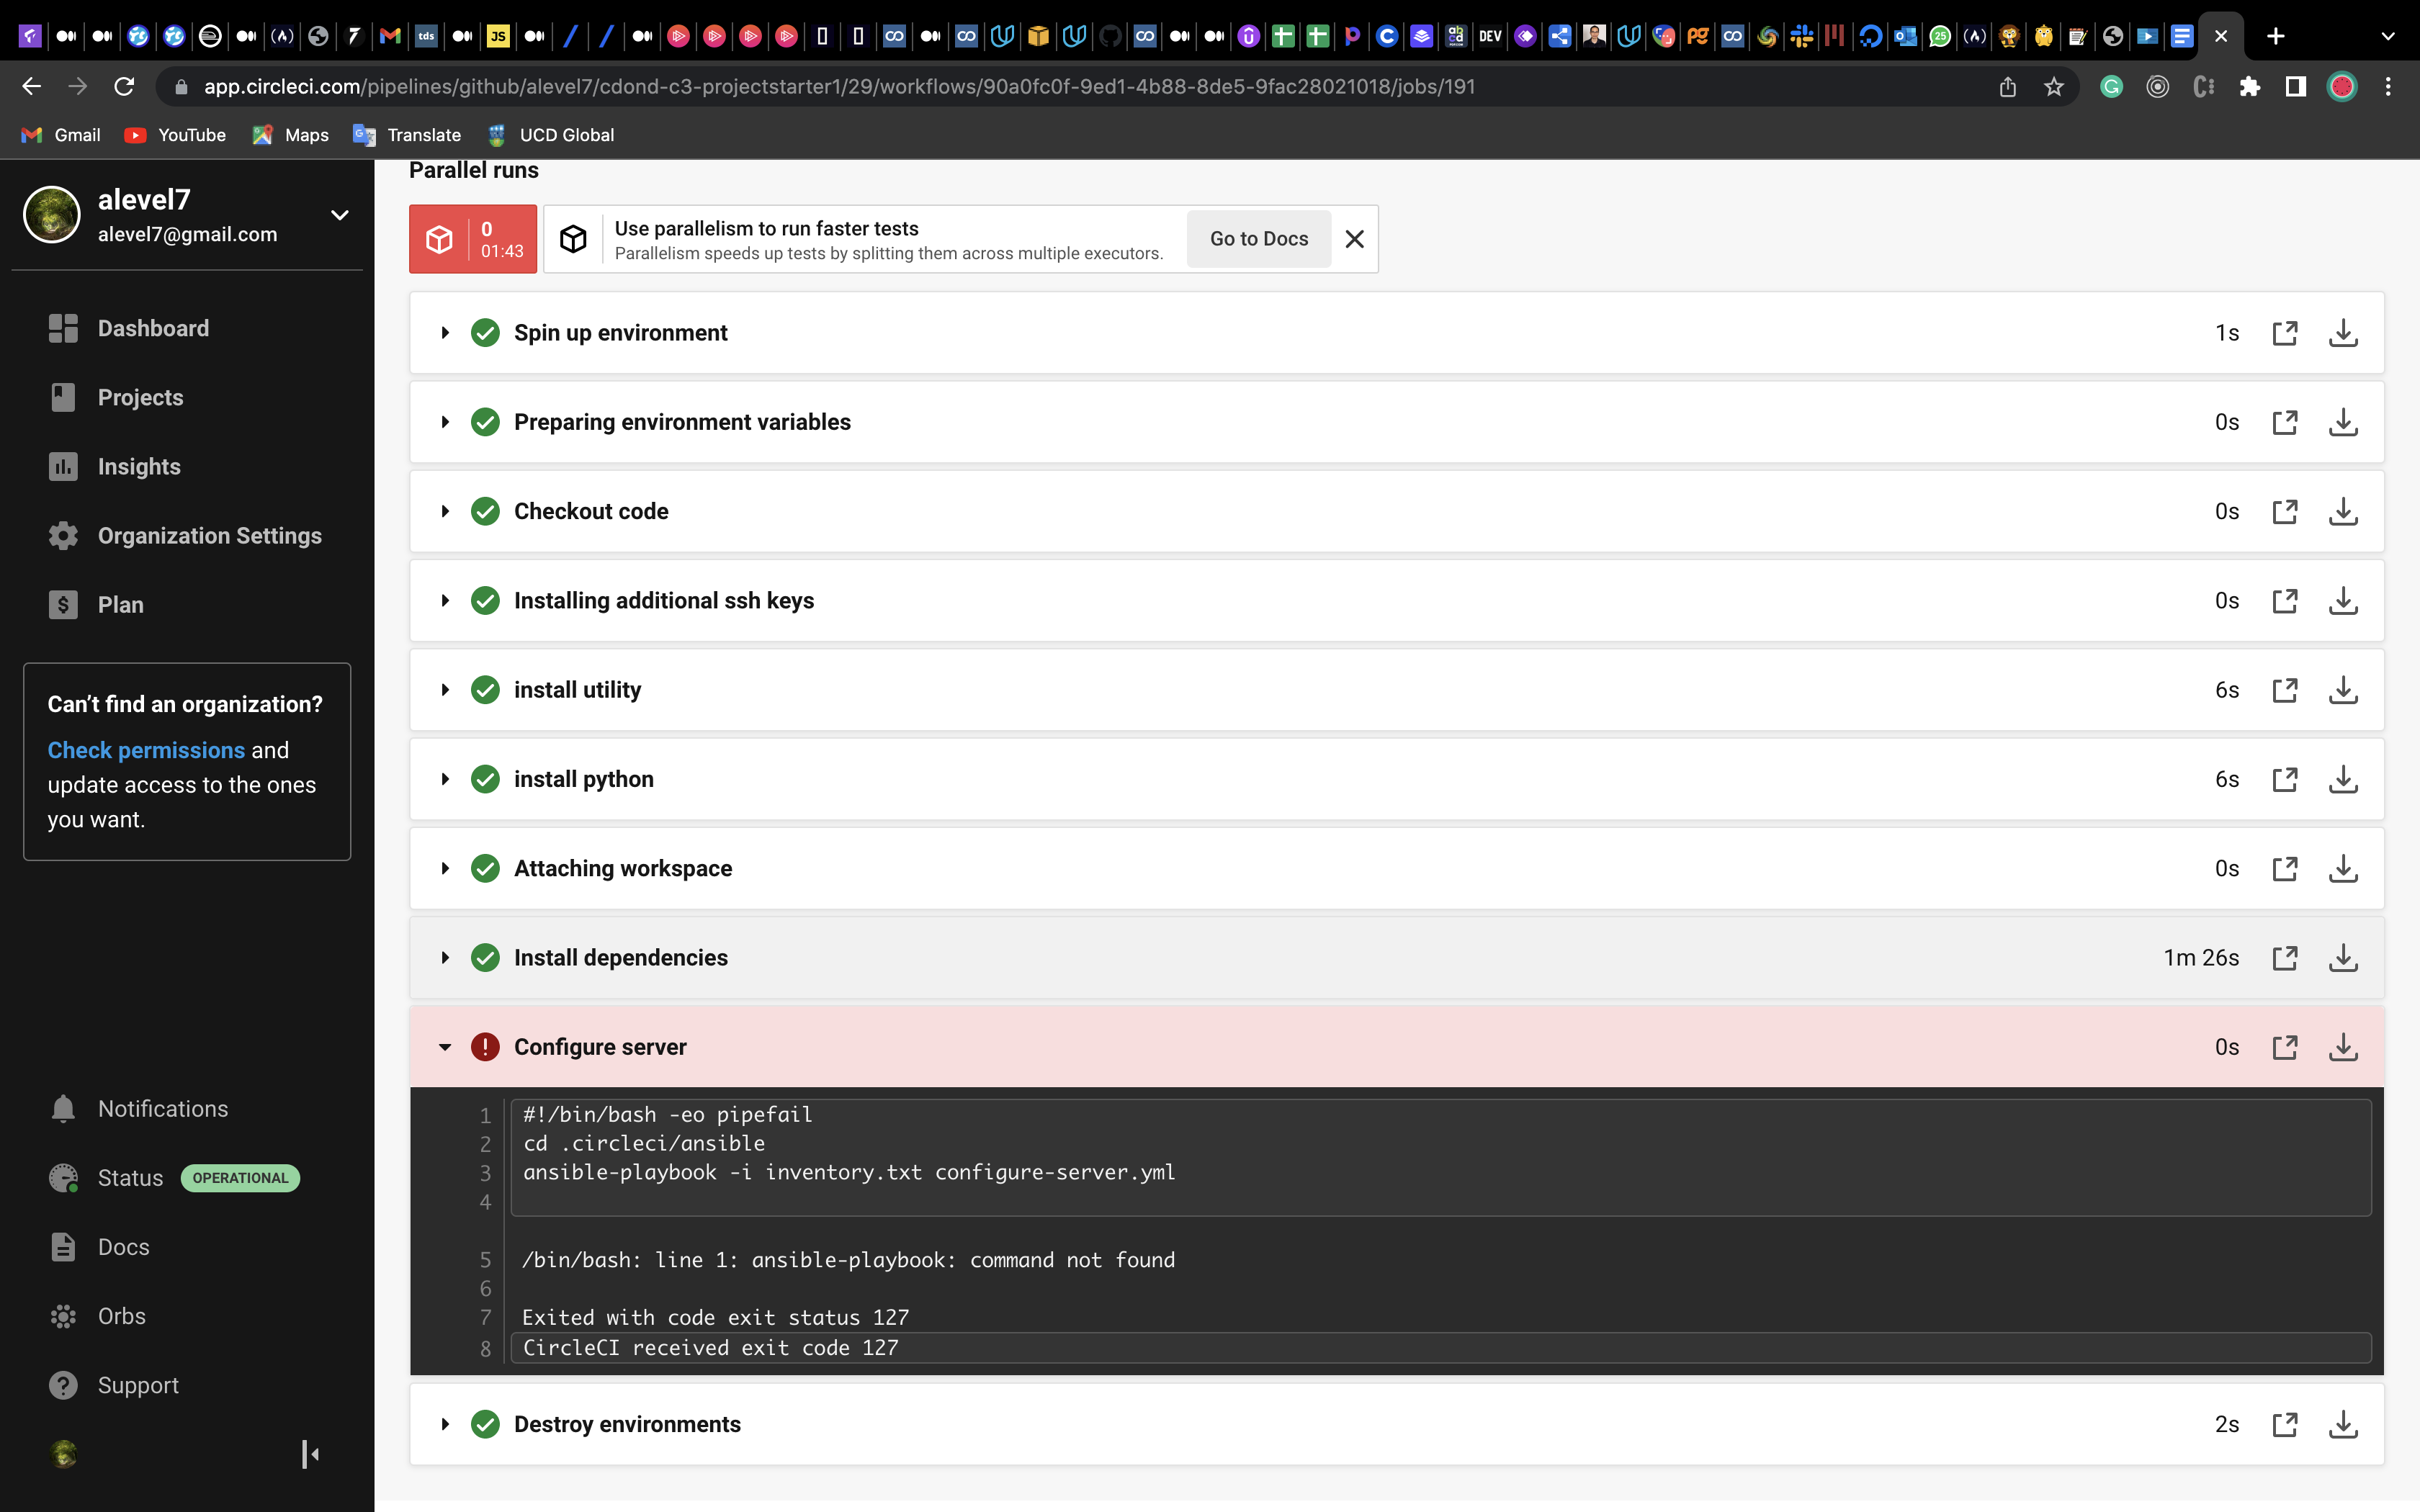 tds
JS
DEV
25
app.circleci.com/pipelines/github/alevel7/cdond-c3-projectstarter1/29/workflows/90a0fc0f-9ed1-4b88-8de5-9fac28021018/jobs/191
Gmail
YouTube
Maps
Translate
UCD Global
alevel7
alevel7@gmail.com
Dashboard
Projects
Insights
Organization Settings
Plan
Can’t find an organization?
Check permissions and
update access to the ones
you want.
Notifications
Status OPERATIONAL
Docs
Orbs
Support
Parallel runs
0
01:43
Use parallelism to run faster tests
Parallelism speeds up tests by splitting them across multiple executors.
Go to Docs
Spin up environment 1s
Preparing environment variables 0s
Checkout code 0s
Installing additional ssh keys 0s
install utility 6s
install python 6s
Attaching workspace 0s
Install dependencies 1m 26s
Configure server 0s
1 #!/bin/bash -eo pipefail
2 cd .circleci/ansible
3 ansible-playbook -i inventory.txt configure-server.yml
4
5 /bin/bash: line 1: ansible-playbook: command not found
6
7 Exited with code exit status 127
8 CircleCI received exit code 127
Destroy environments 2s